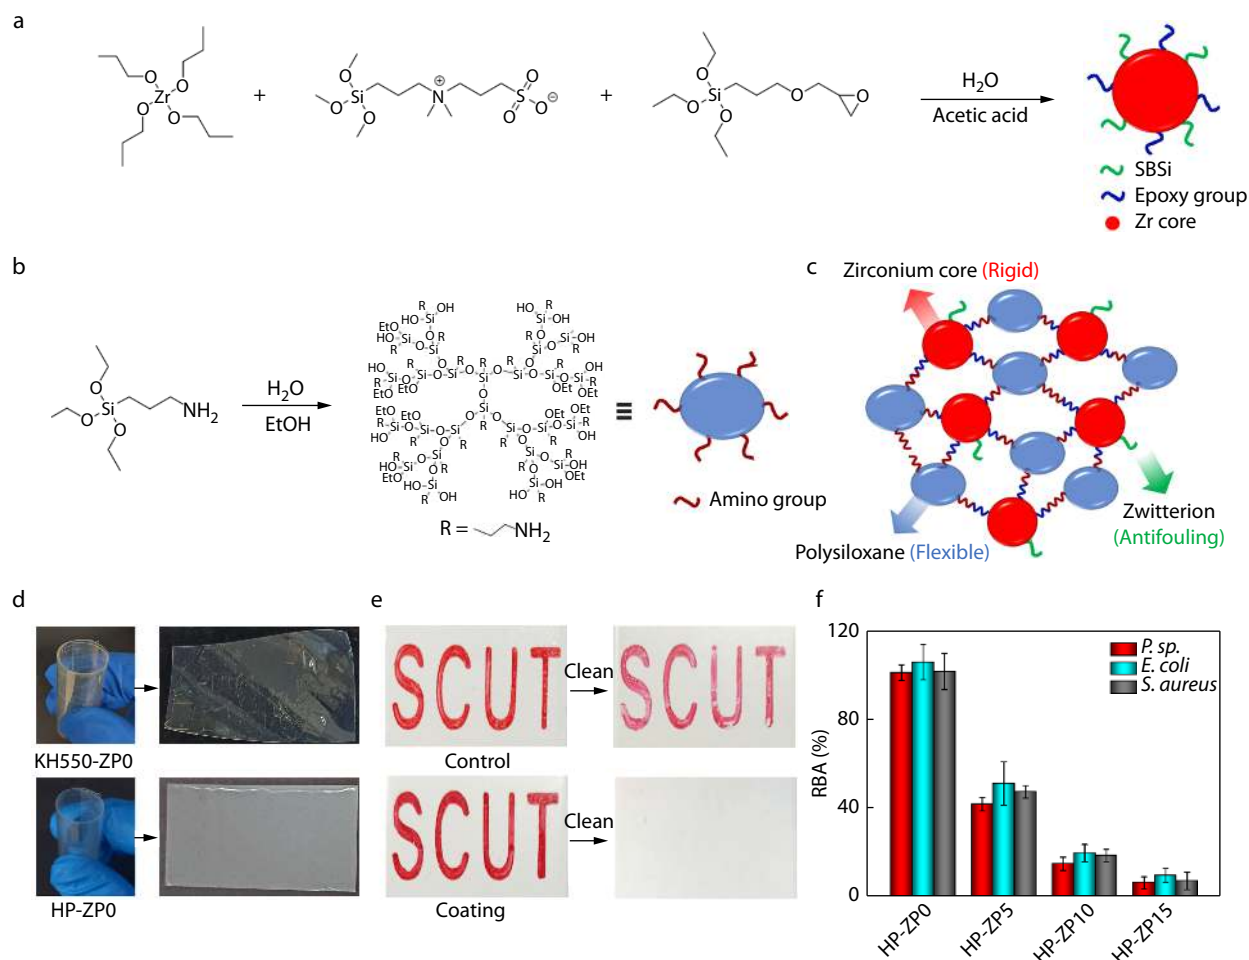 a
Zr
O
O
O
O
+
O
O
O
Si
N
⊕
S
O
O
O
⊖
+
O
O
O
Si
O
O
H₂O
Acetic acid
SBSi
Epoxy group
Zr core
b
O
O
O
Si
NH₂
H₂O
EtOH
R =
NH₂
≡
Amino group
c
Zirconium core (Rigid)
Polysiloxane (Flexible)
Zwitterion
(Antifouling)
d
KH550-ZP0
HP-ZP0
e
SCUT
Clean
SCUT
Control
SCUT
Clean
Coating
f
RBA (%)
120
80
40
0
P. sp.
E. coli
S. aureus
HP-ZP0
HP-ZP5
HP-ZP10
HP-ZP15